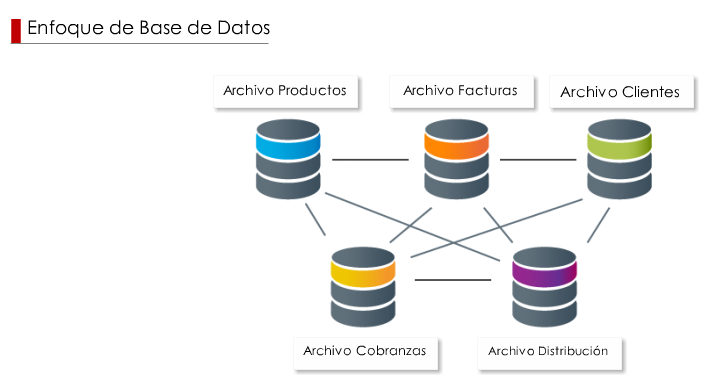 Enfoque de Base de Datos
Archivo Productos
Archivo Facturas
Archivo Clientes
Archivo Cobranzas
Archivo Distribución